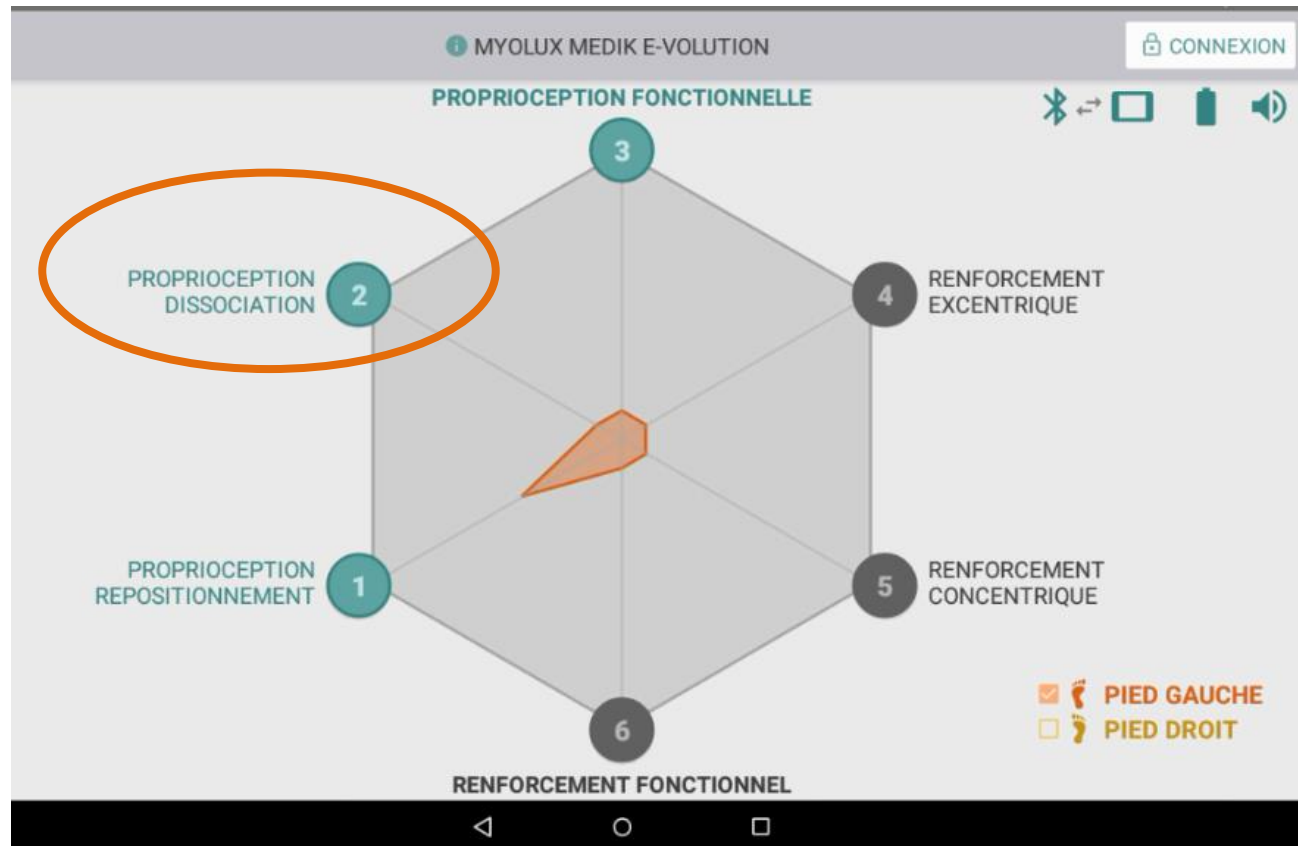 MYOLUX MEDIK E-VOLUTION
CONNEXION
PROPRIOCEPTION FONCTIONNELLE
3
PROPRIOCEPTION
DISSOCIATION
2
4
RENFORCEMENT
EXCENTRIQUE
PROPRIOCEPTION
REPOSITIONNEMENT
1
5
RENFORCEMENT
CONCENTRIQUE
6
RENFORCEMENT FONCTIONNEL
PIED GAUCHE
PIED DROIT